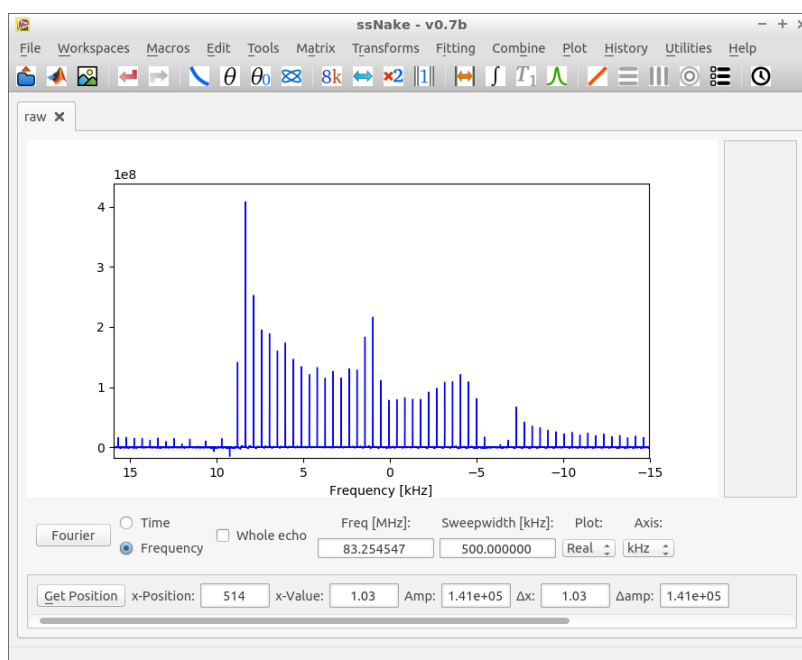 ssNake - v0.7b
File Workspaces Macros Edit Tools Matrix Transforms Fitting Combine Plot History Utilities Help
θ θ0 8k ×2 ||1|| ∫ T1
raw
1e8
4
3
2
1
0
15 10 5 0 −5 −10 −15
Frequency [kHz]
Time Freq [MHz]: Sweepwidth [kHz]: Plot: Axis:
Fourier Whole echo
Frequency 83.254547 500.000000 Real kHz
Get Position x-Position: 514 x-Value: 1.03 Amp: 1.41e+05 Δx: 1.03 Δamp: 1.41e+05